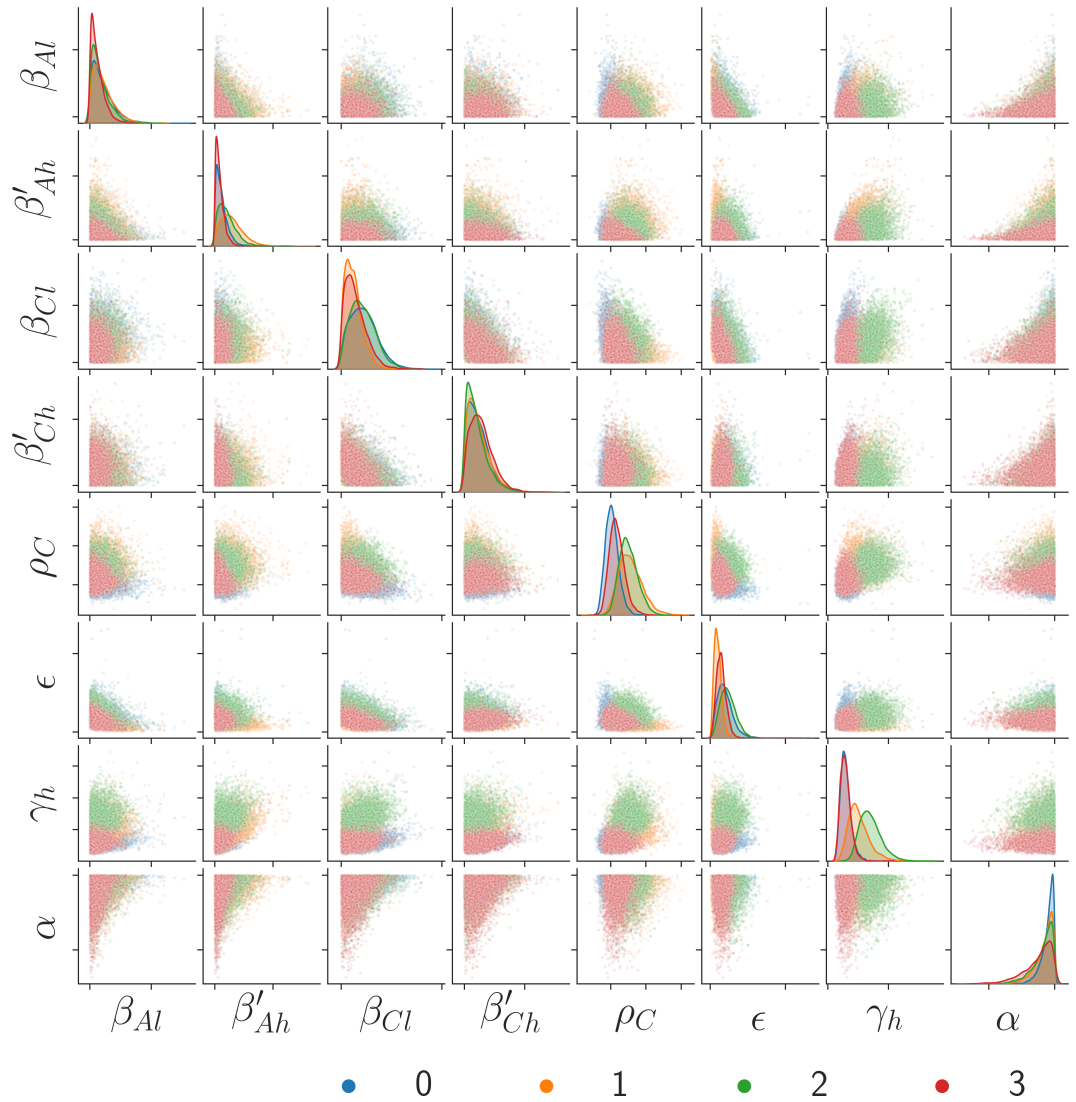 β_{Al}
β'_{Ah}
β_{Cl}
β'_{Ch}
ρ_C
ϵ
γ_h
α
β_{Al} β'_{Ah} β_{Cl} β'_{Ch} ρ_C ϵ γ_h α
0 1 2 3